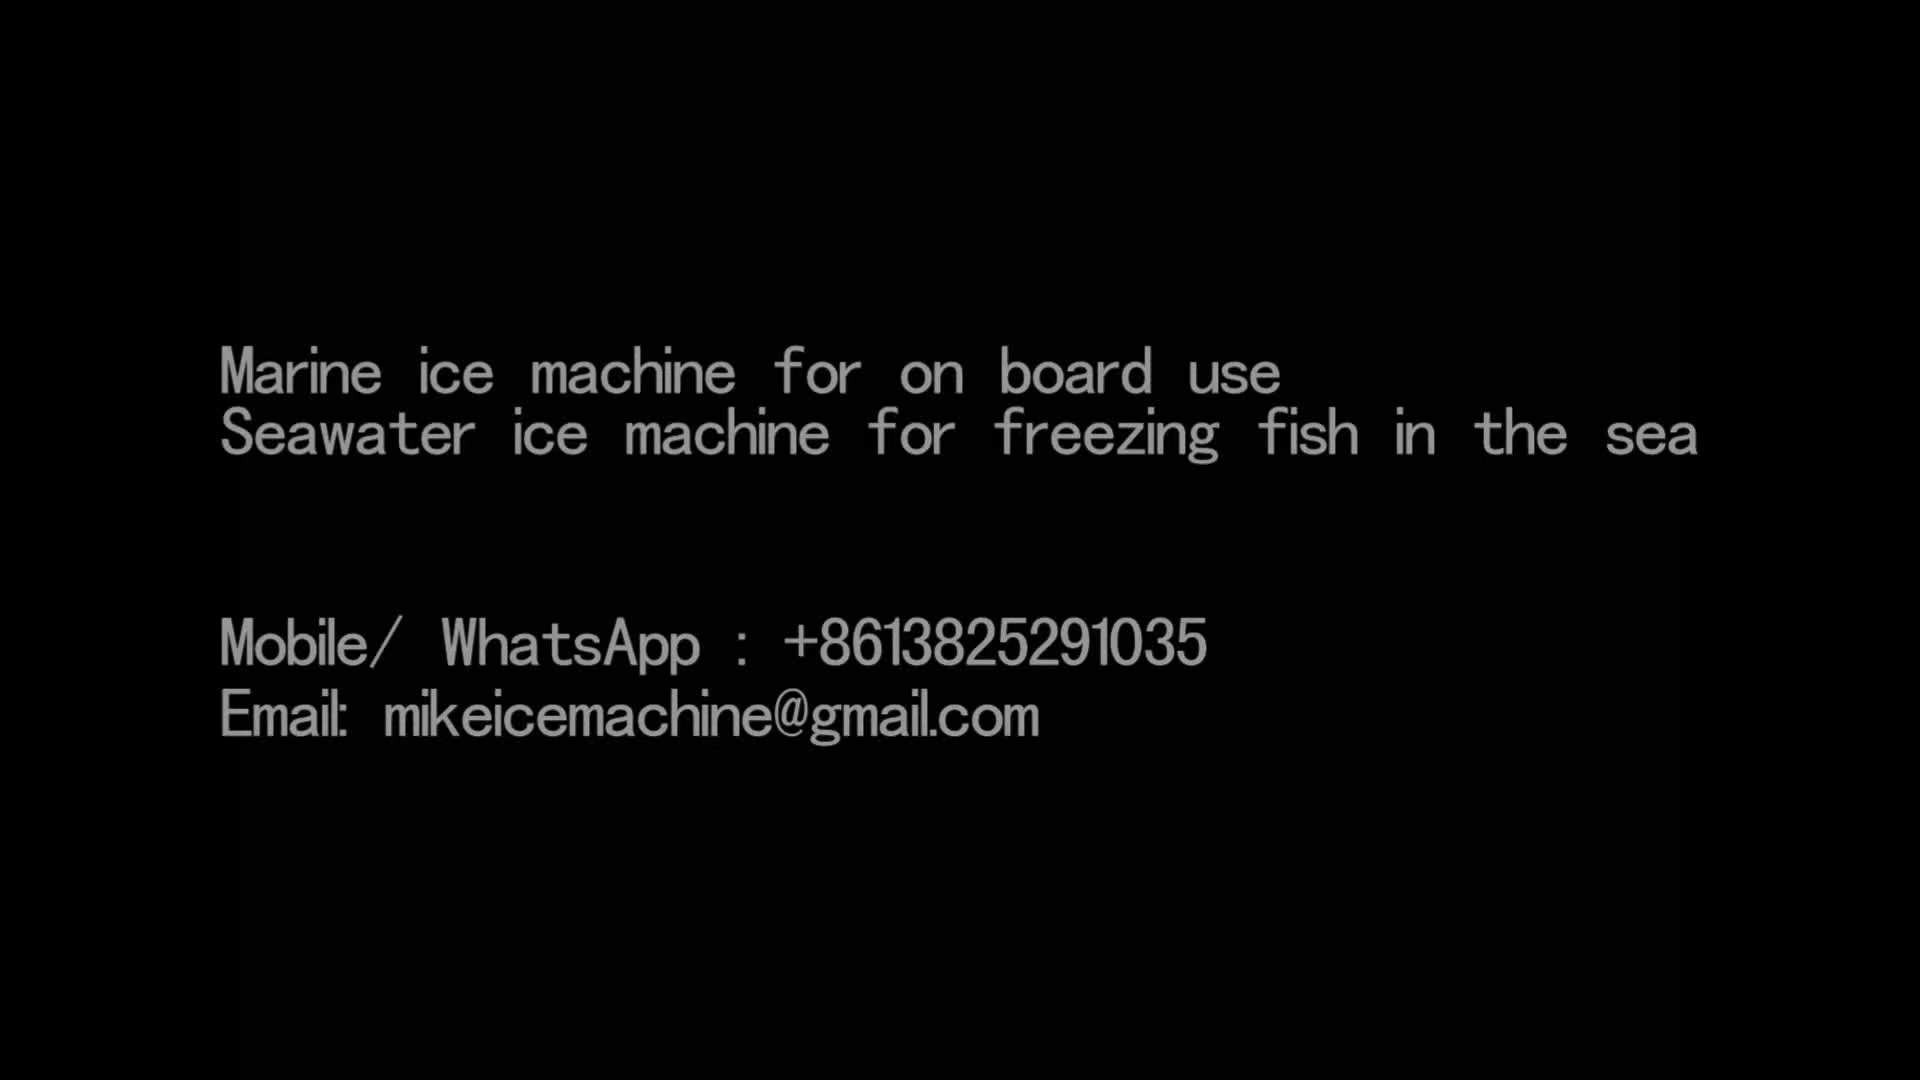 Marine ice machine for on board use
Seawater ice machine for freezing fish in the sea
Mobile/ WhatsApp : +8613825291035
Email: mikeicemachine@gmail.com